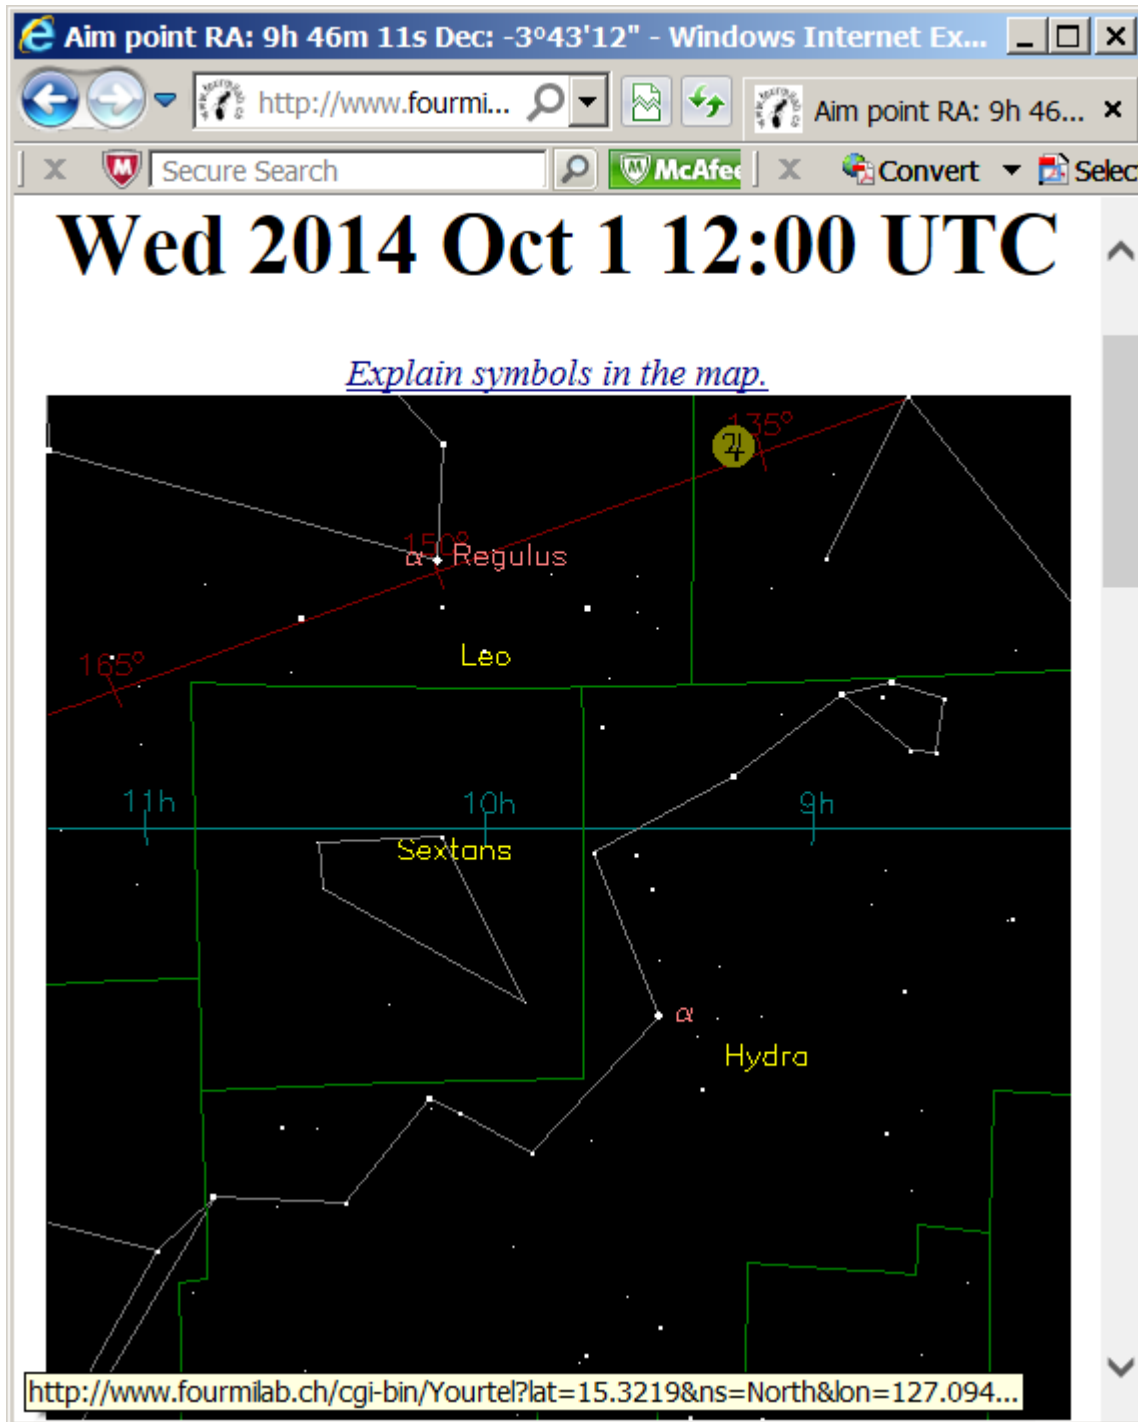 Aim point RA: 9h 46m 11s Dec: -3º43'12" - Windows Internet Ex...
http://www.fourmi...
Aim point RA: 9h 46...
Secure Search
McAfee
Convert
Selec
Wed 2014 Oct 1 12:00 UTC
Explain symbols in the map.
135°
♃
150°
α Regulus
Leo
165°
11h 10h 9h
Sextans
α
Hydra
http://www.fourmilab.ch/cgi-bin/Yourtel?lat=15.3219&ns=North&lon=127.094...